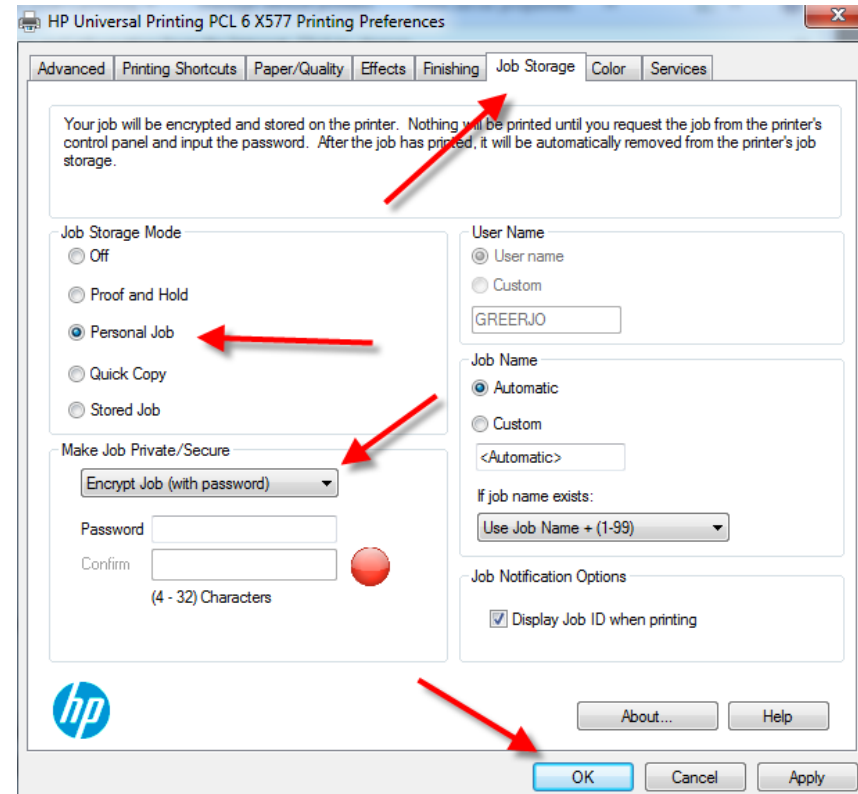 HP Universal Printing PCL 6 X577 Printing Preferences
x
Advanced Printing Shortcuts Paper/Quality Effects Finishing Job Storage Color Services
Your job will be encrypted and stored on the printer. Nothing will be printed until you request the job from the printer's
control panel and input the password. After the job has printed, it will be automatically removed from the printer's job
storage.
Job Storage Mode
Off
Proof and Hold
Personal Job
Quick Copy
Stored Job
Make Job Private/Secure
Encrypt Job (with password)
Password
Confirm
(4 - 32) Characters
User Name
User name
Custom
GREERJO
Job Name
Automatic
Custom
<Automatic>
If job name exists:
Use Job Name + (1-99)
Job Notification Options
Display Job ID when printing
hp
About... Help
OK Cancel Apply